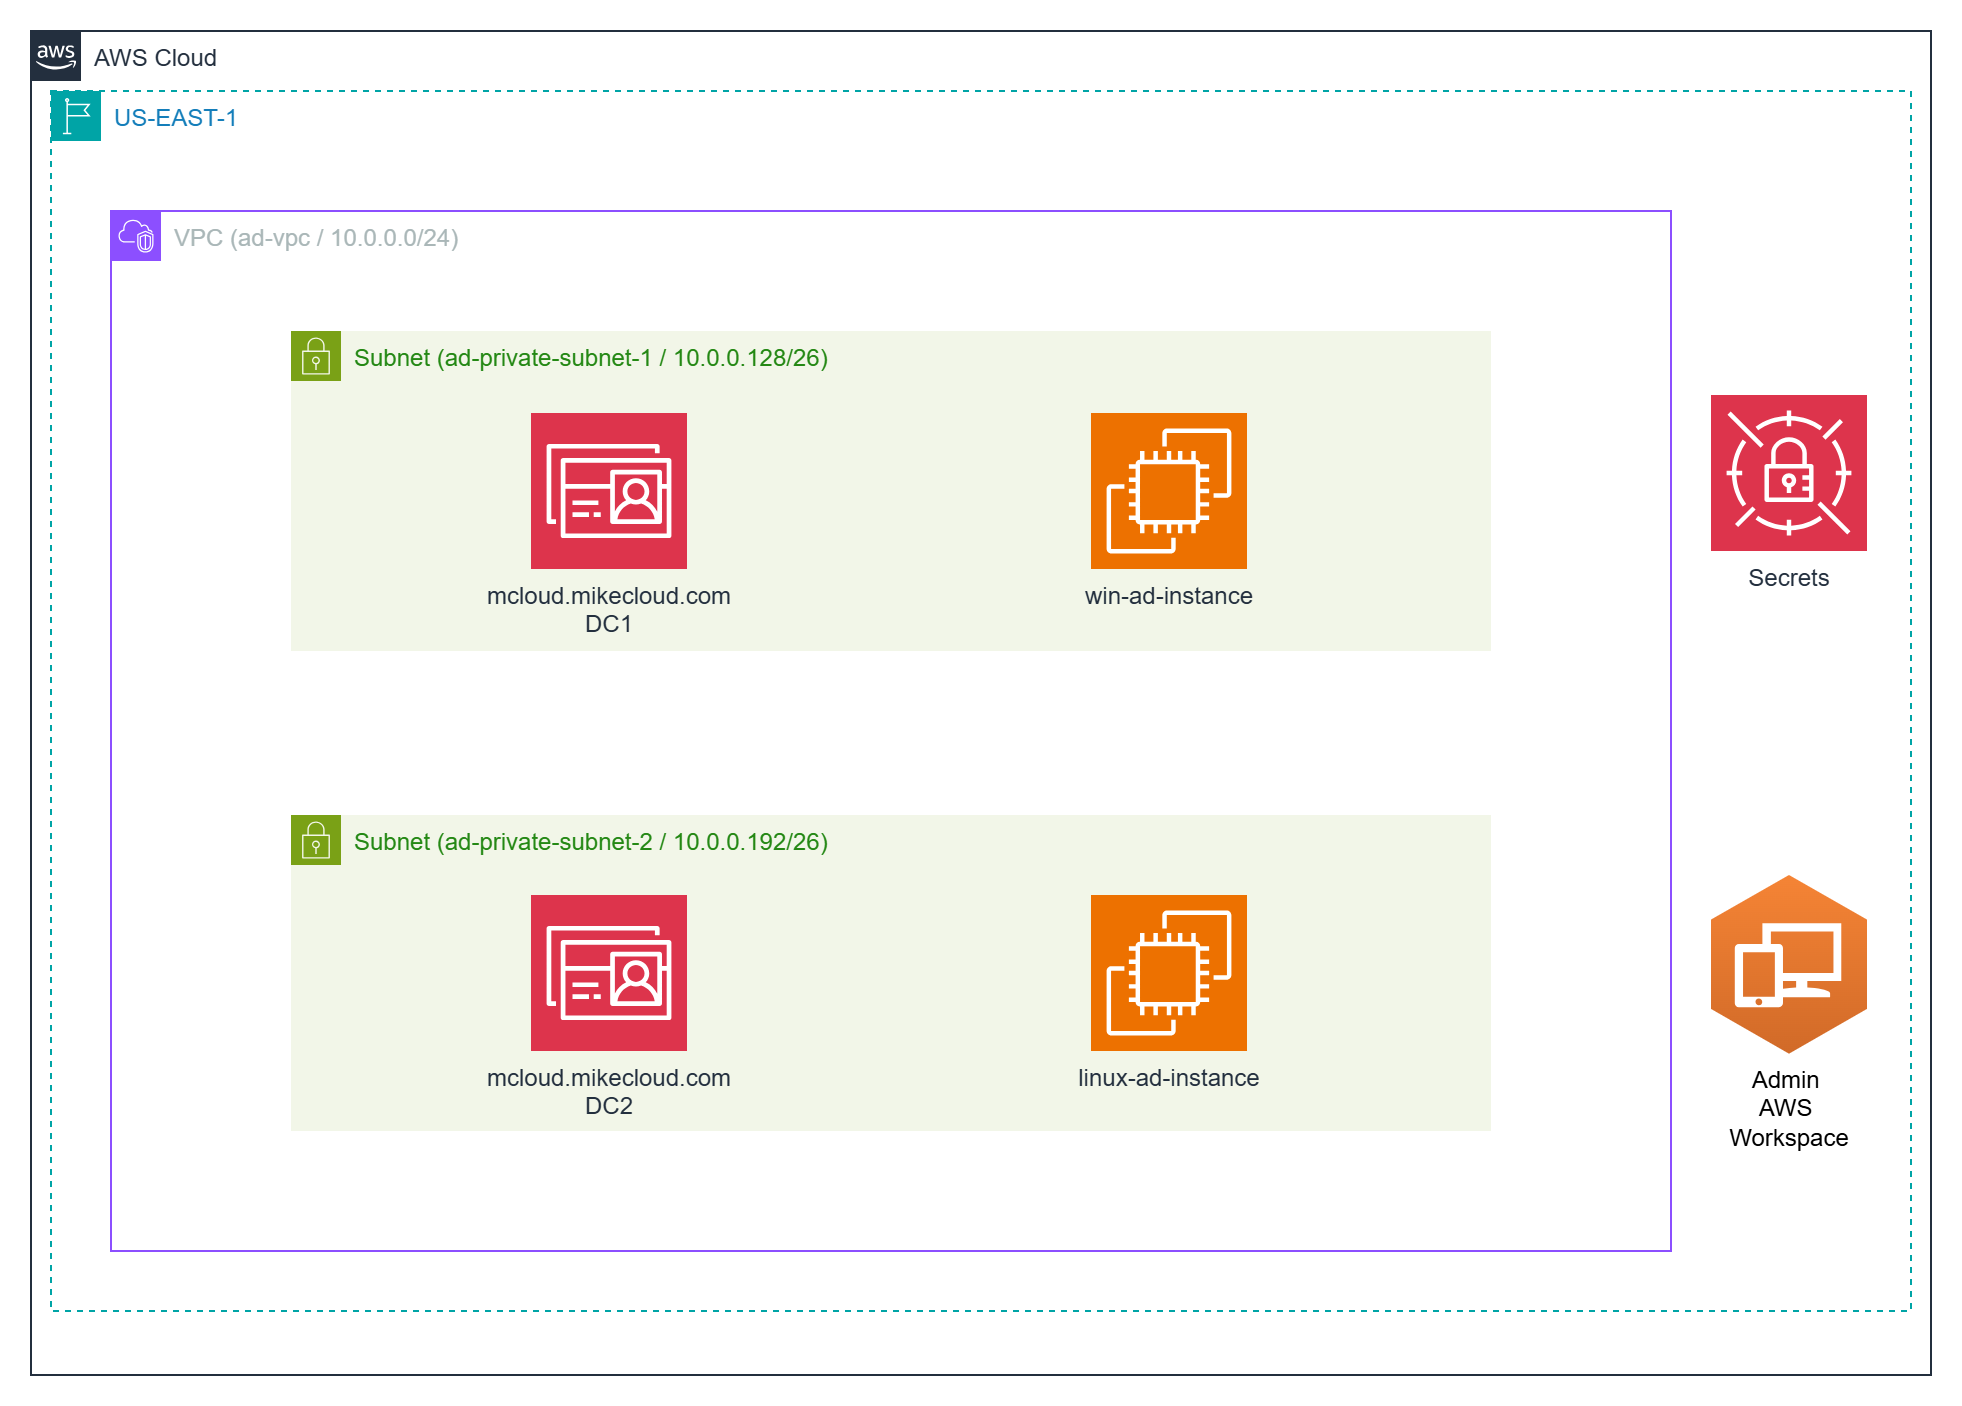 aws
AWS Cloud
US-EAST-1
VPC (ad-vpc / 10.0.0.0/24)
Subnet (ad-private-subnet-1 / 10.0.0.128/26)
mcloud.mikecloud.com
DC1
win-ad-instance
Secrets
Subnet (ad-private-subnet-2 / 10.0.0.192/26)
mcloud.mikecloud.com
DC2
linux-ad-instance
Admin
AWS
Workspace